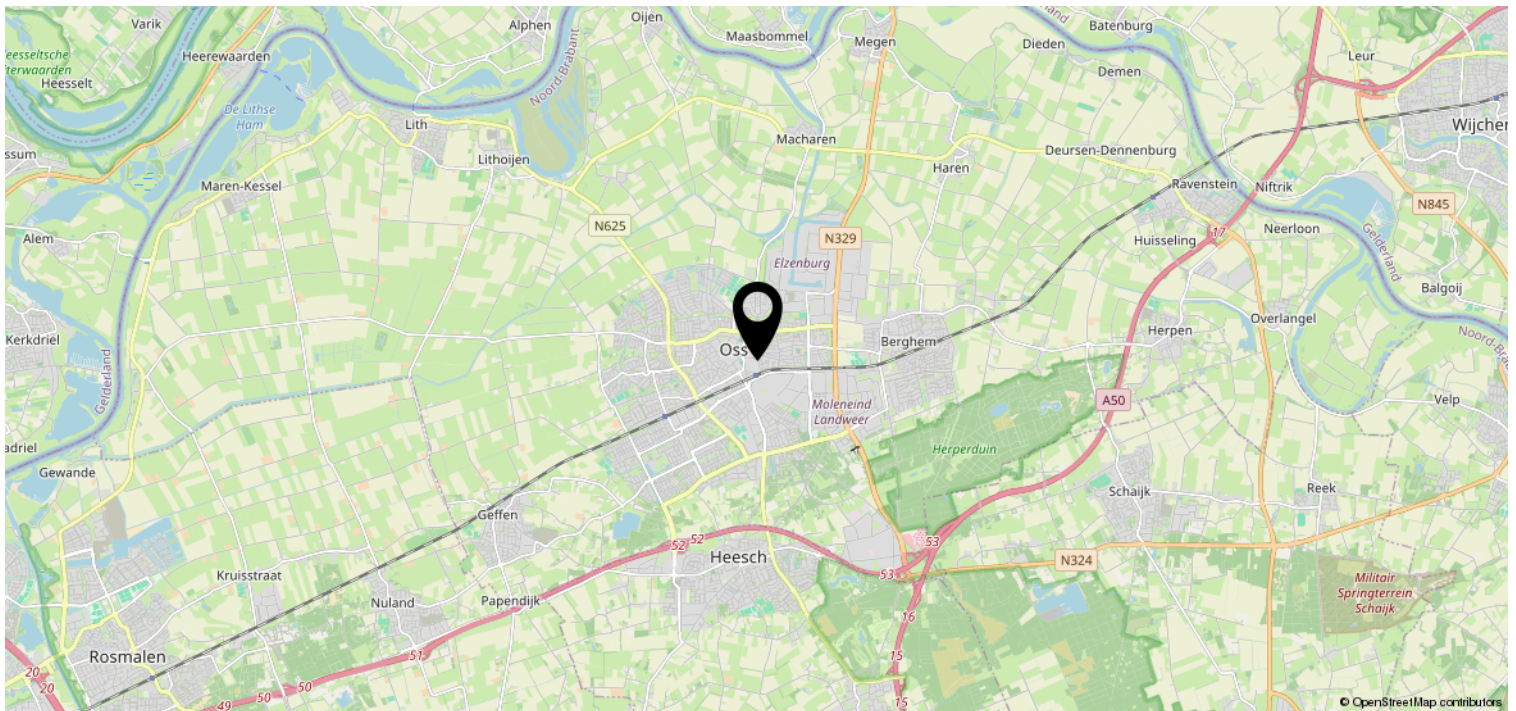 Varik
Alphen
Oijen
Maasbommel
Megen
Batenburg
Dieden
Leur
Heerewaarden
Heesselt
Demen
Noord-Brabant
De Lithse
Ham
Lith
Macharen
Wijchen
Lithoijen
Deursen-Dennenburg
Haren
Maren-Kessel
Ravenstein
Niftrik
N845
N625
Alem
N329
17
Huisseling
Neerloon
Gelderland
Elzenburg
Balgoij
Kerkdriel
Oss
Berghem
Herpen
Overlangel
Gelderland
A50
Velp
Moleneind
Landweer
Herperduin
Gewande
Schaijk
Reek
Geffen
52
52
53
Heesch
N324
53
Kruisstraat
Nuland
Papendijk
Militair
Springterrein
Schaijk
16
Rosmalen
51
15
20
20
50
50
49
15
© OpenStreetMap contributors